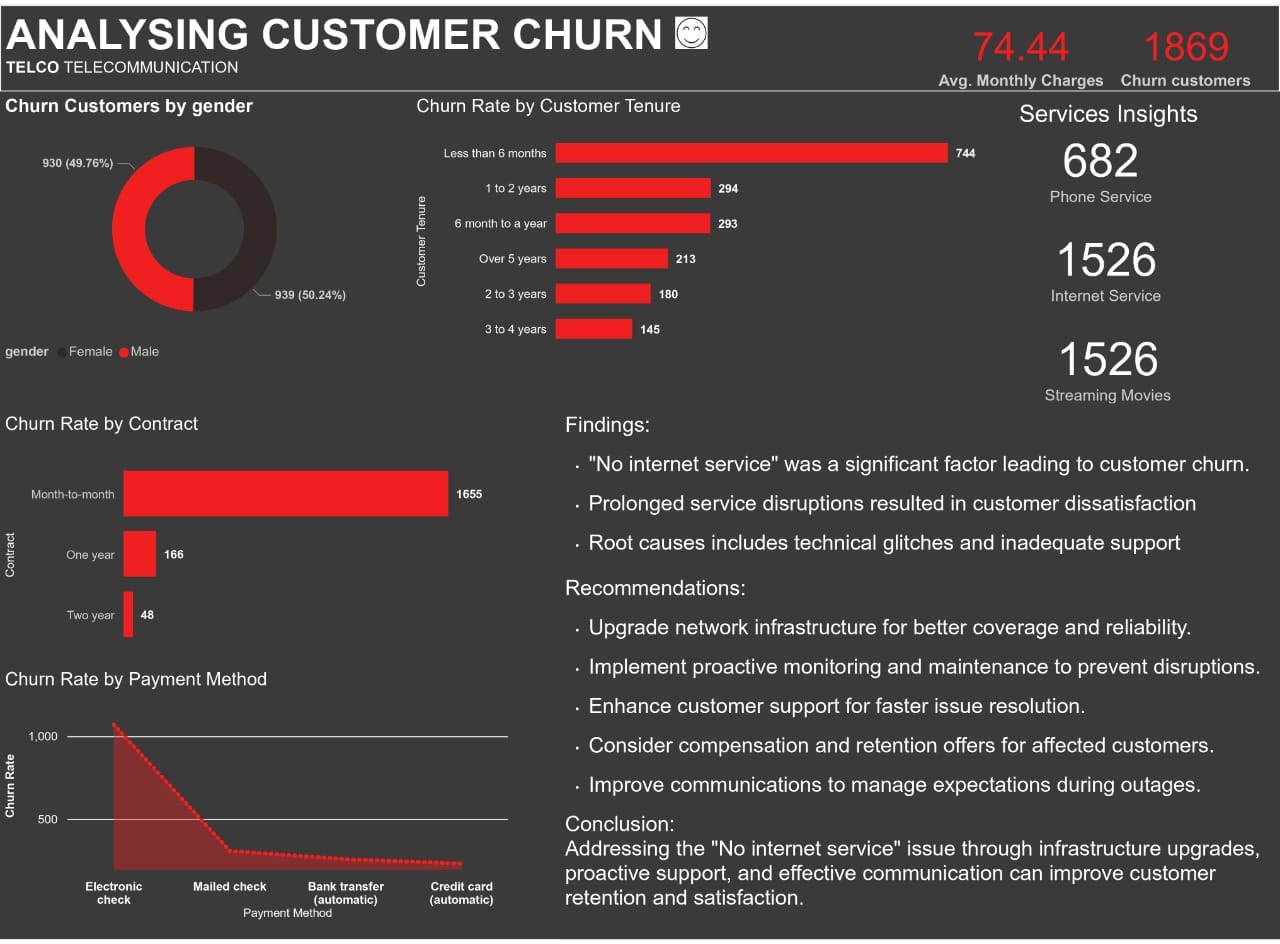 ANALYSING CUSTOMER CHURN
TELCO TELECOMMUNICATION
74.44
Avg. Monthly Charges
1869
Churn customers
Churn Customers by gender
930 (49.76%)
939 (50.24%)
gender Female Male
Churn Rate by Customer Tenure
Customer Tenure
Less than 6 months 744
1 to 2 years 294
6 month to a year 293
Over 5 years 213
2 to 3 years 180
3 to 4 years 145
Services Insights
682
Phone Service
1526
Internet Service
1526
Streaming Movies
Churn Rate by Contract
Contract
Month-to-month 1655
One year 166
Two year 48
Churn Rate by Payment Method
Churn Rate
1,000
500
Electronic check
Mailed check
Bank transfer (automatic)
Credit card (automatic)
Payment Method
Findings:
· "No internet service" was a significant factor leading to customer churn.
· Prolonged service disruptions resulted in customer dissatisfaction
· Root causes includes technical glitches and inadequate support
Recommendations:
· Upgrade network infrastructure for better coverage and reliability.
· Implement proactive monitoring and maintenance to prevent disruptions.
· Enhance customer support for faster issue resolution.
· Consider compensation and retention offers for affected customers.
· Improve communications to manage expectations during outages.
Conclusion:
Addressing the "No internet service" issue through infrastructure upgrades,
proactive support, and effective communication can improve customer
retention and satisfaction.